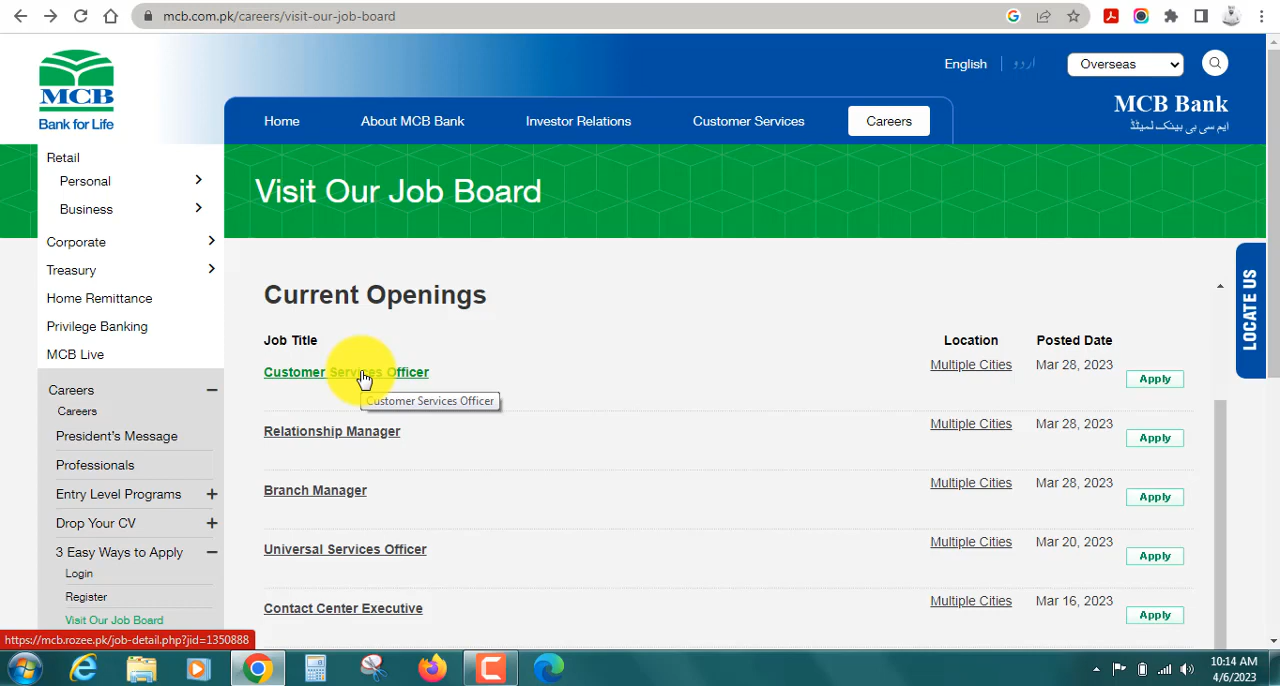 mcb.com.pk/careers/visit-our-job-board
English
اردو
Overseas
MCB
Bank for Life
Home
About MCB Bank
Investor Relations
Customer Services
Careers
MCB Bank
ایم سی بی بینک لمیٹڈ
Retail
Personal
Business
Corporate
Treasury
Home Remittance
Privilege Banking
MCB Live
Careers
Careers
President's Message
Professionals
Entry Level Programs
Drop Your CV
3 Easy Ways to Apply
Login
Register
Visit Our Job Board
Visit Our Job Board
LOCATE US
Current Openings
Job Title Location Posted Date
Customer Services Officer Multiple Cities Mar 28, 2023 Apply
Customer Services Officer
Relationship Manager Multiple Cities Mar 28, 2023 Apply
Branch Manager Multiple Cities Mar 28, 2023 Apply
Universal Services Officer Multiple Cities Mar 20, 2023 Apply
Contact Center Executive Multiple Cities Mar 16, 2023 Apply
https://mcb.rozee.pk/job-detail.php?jid=1350888
10:14 AM
4/6/2023